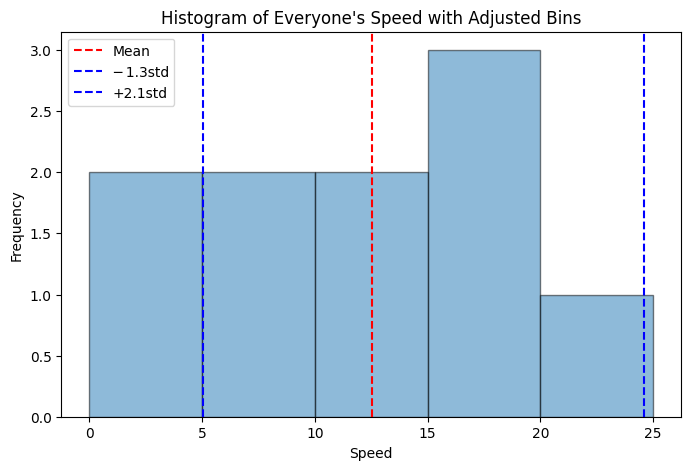 Histogram of Everyone's Speed with Adjusted Bins
Mean
−1.3std
+2.1std
3.0
2.5
2.0
1.5
1.0
0.5
0.0
Frequency
0 5 10 15 20 25
Speed